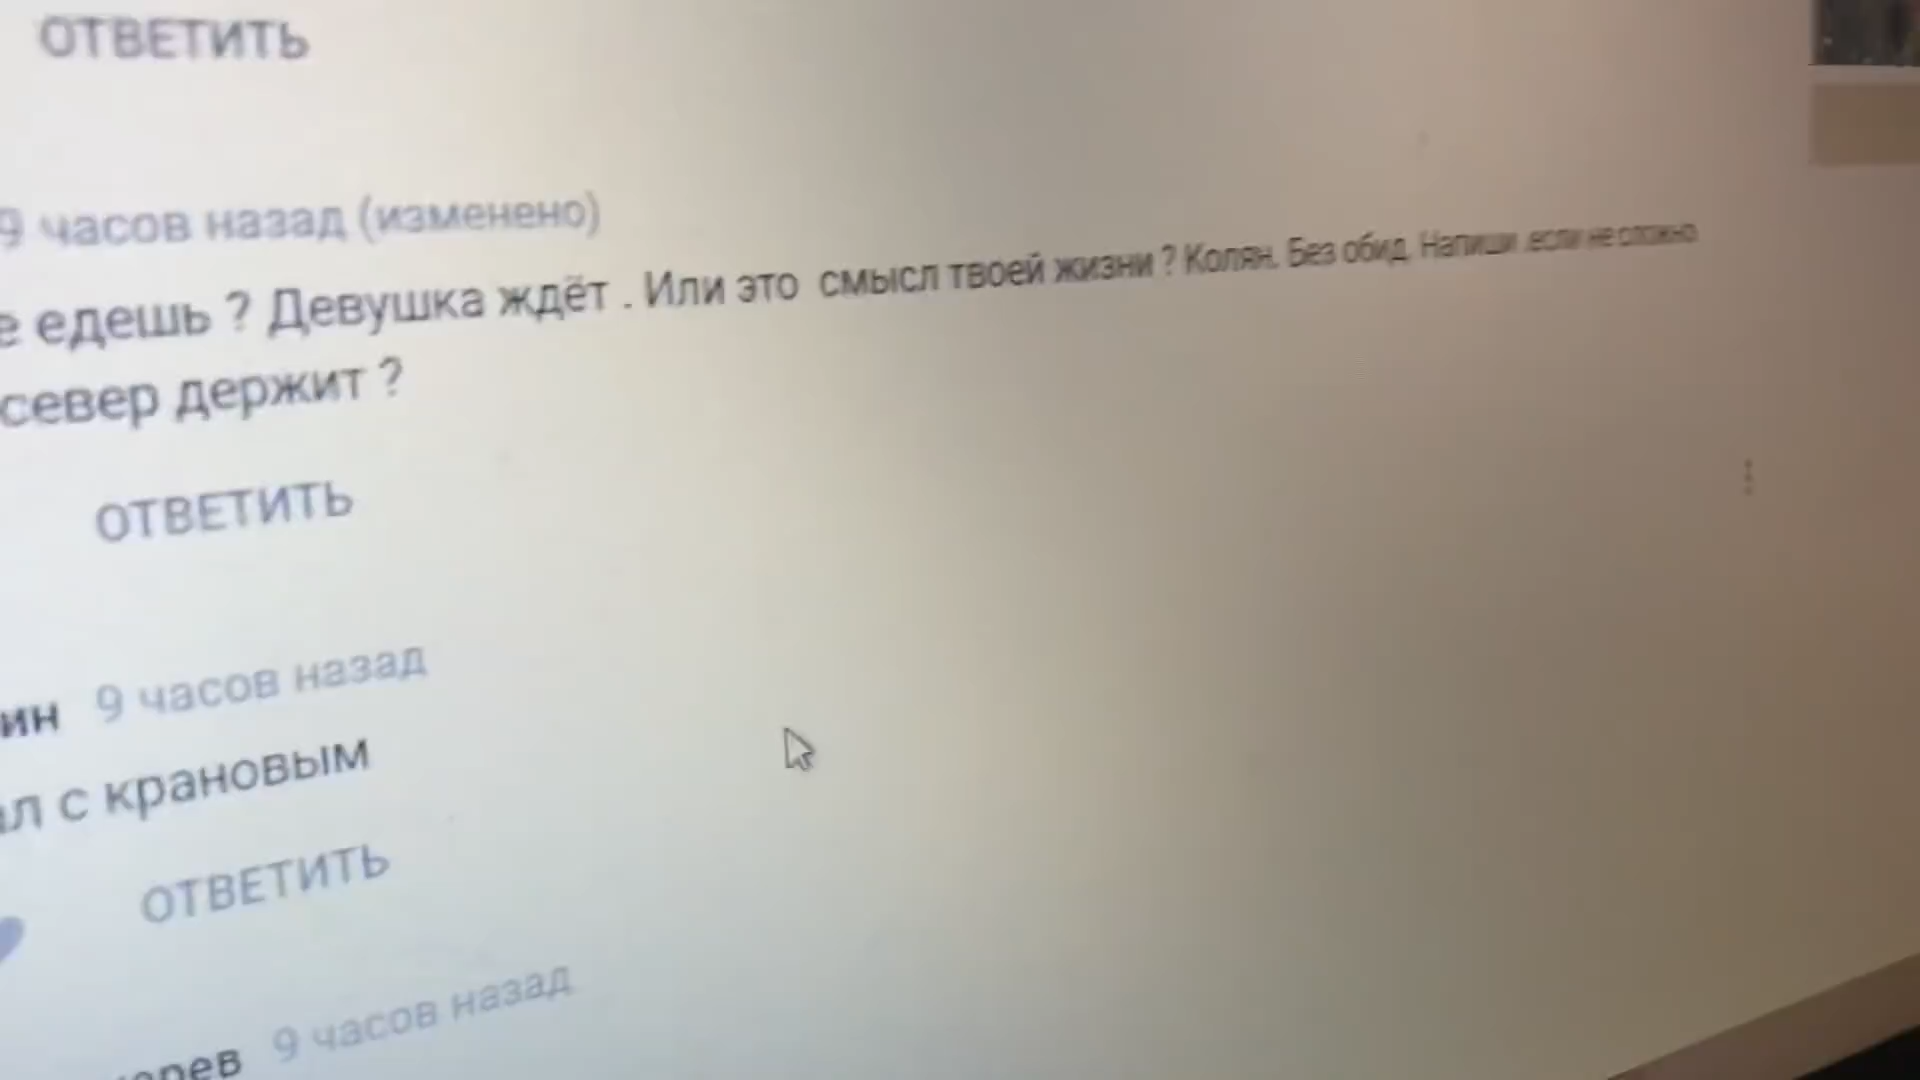 ОТВЕТИТЬ
9 часов назад (изменено)
е едешь ? Девушка ждёт . Или это смысл твоей жизни ? Колян. Без обид. Напиши .если не сложно
север держит ?
ОТВЕТИТЬ
ин 9 часов назад
ал с крановым
ОТВЕТИТЬ
9 часов назад